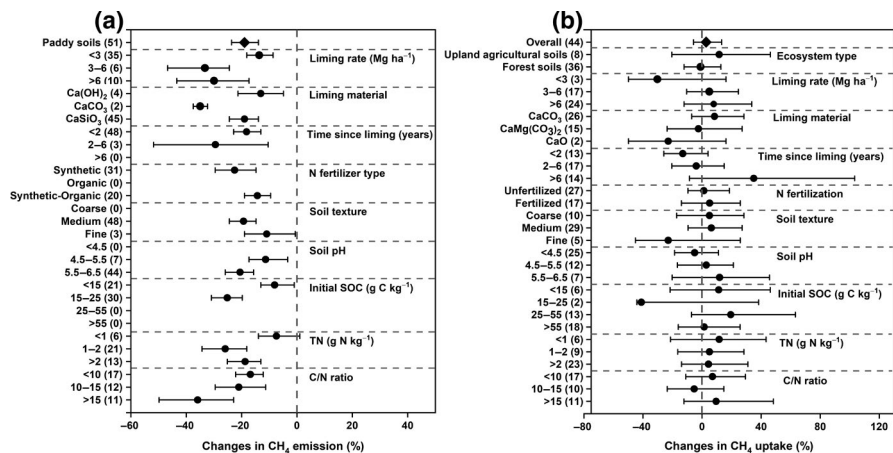 (a)
Paddy soils (51)
<3 (35)
Liming rate (Mg ha⁻¹)
3–6 (6)
>6 (10)
Ca(OH)₂ (4)
Liming material
CaCO₃ (2)
CaSiO₃ (45)
<2 (48)
Time since liming (years)
2–6 (3)
>6 (0)
Synthetic (31)
N fertilizer type
Organic (0)
Synthetic-Organic (20)
Coarse (0)
Soil texture
Medium (48)
Fine (3)
<4.5 (0)
Soil pH
4.5–5.5 (7)
5.5–6.5 (44)
<15 (21)
Initial SOC (g C kg⁻¹)
15–25 (30)
25–55 (0)
>55 (0)
<1 (6)
TN (g N kg⁻¹)
1–2 (21)
>2 (13)
<10 (17)
C/N ratio
10–15 (12)
>15 (11)
−60 −40 −20 0 20 40 60
Changes in CH₄ emission (%)
(b)
Overall (44)
Upland agricultural soils (8)
Ecosystem type
Forest soils (36)
<3 (3)
Liming rate (Mg ha⁻¹)
3–6 (17)
>6 (24)
CaCO₃ (26)
Liming material
CaMg(CO₃)₂ (15)
CaO (2)
<2 (13)
Time since liming (years)
2–6 (17)
>6 (14)
Unfertilized (27)
N fertilization
Fertilized (17)
Coarse (10)
Soil texture
Medium (29)
Fine (5)
<4.5 (25)
Soil pH
4.5–5.5 (12)
5.5–6.5 (7)
<15 (6)
Initial SOC (g C kg⁻¹)
15–25 (2)
25–55 (13)
>55 (18)
<1 (6)
TN (g N kg⁻¹)
1–2 (9)
>2 (23)
<10 (17)
C/N ratio
10–15 (10)
>15 (11)
−80 −40 0 40 80 120
Changes in CH₄ uptake (%)